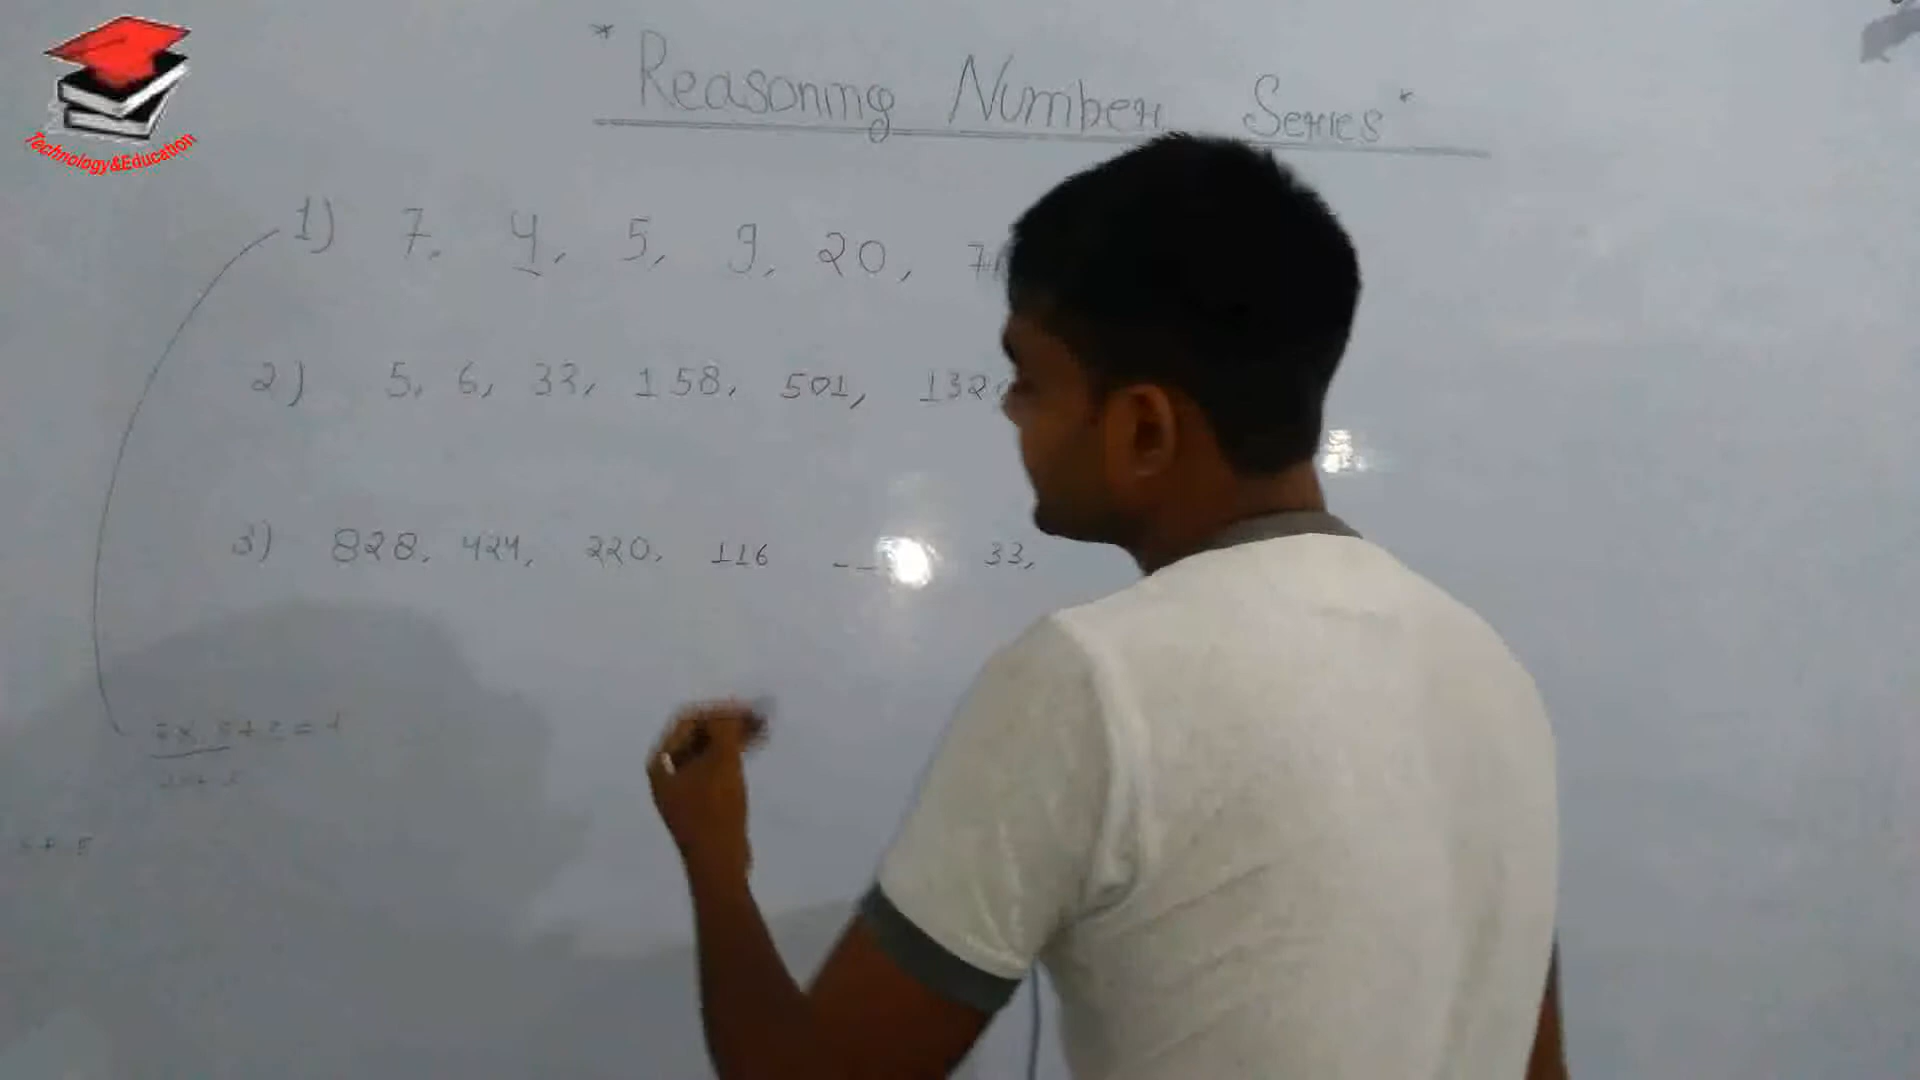 Technology&Education
* Reasoning Number Series *
1) 7, 4, 5, 9, 20,
2) 5, 6, 33, 158, 501, 132
3) 828, 424, 220, 116 --- 33,